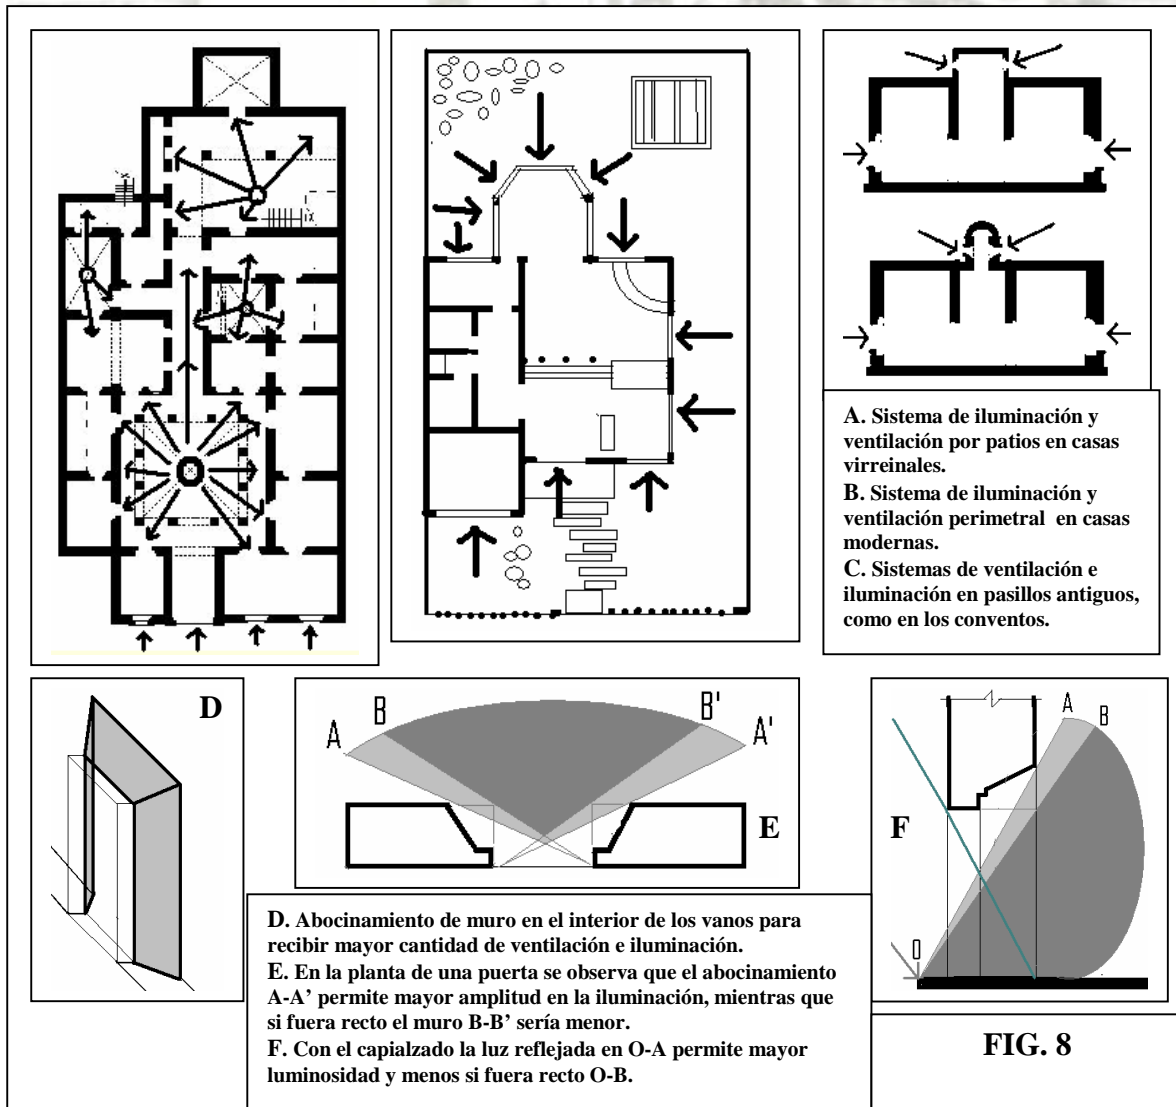 A. Sistema de iluminación y
ventilación por patios en casas
virreinales.
B. Sistema de iluminación y
ventilación perimetral en casas
modernas.
C. Sistemas de ventilación e
iluminación en pasillos antiguos,
como en los conventos.
D
A
B
B'
A'
E
A
B
F
O
D. Abocinamiento de muro en el interior de los vanos para
recibir mayor cantidad de ventilación e iluminación.
E. En la planta de una puerta se observa que el abocinamiento
A-A’ permite mayor amplitud en la iluminación, mientras que
si fuera recto el muro B-B’ sería menor.
F. Con el capialzado la luz reflejada en O-A permite mayor
luminosidad y menos si fuera recto O-B.
FIG. 8